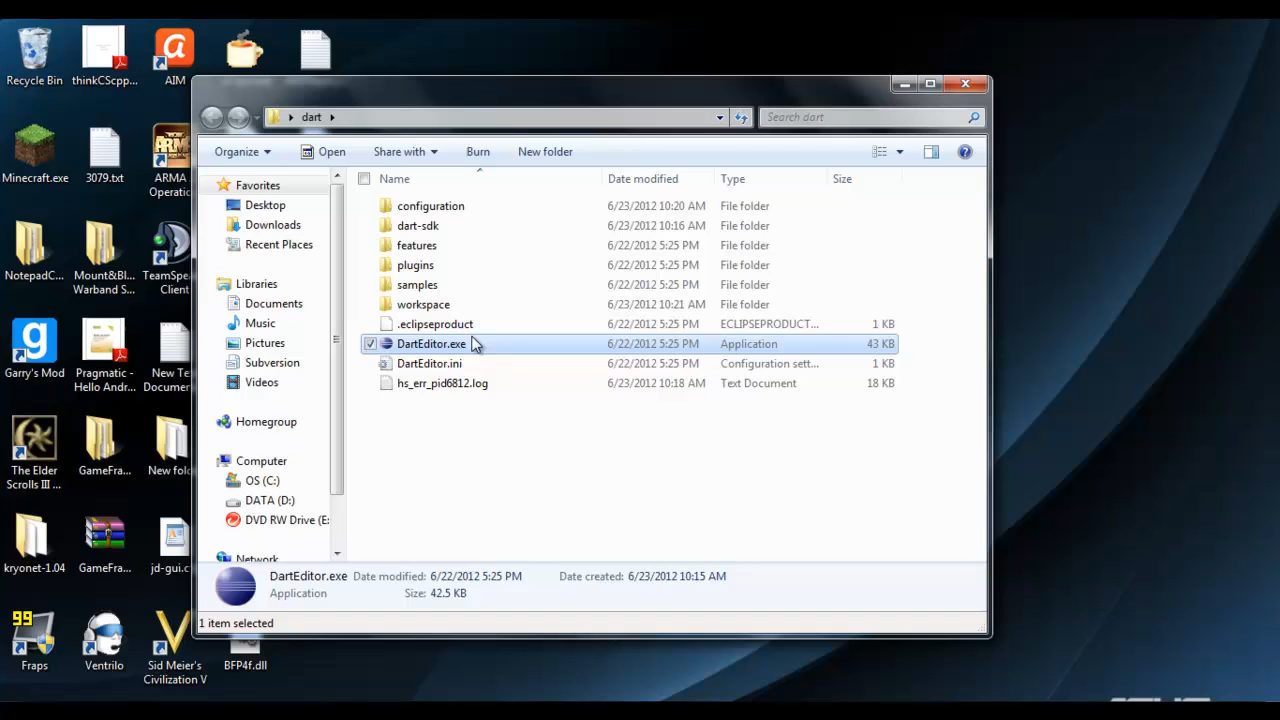 Recycle Bin
thinkCScpp...
AIM
Minecraft.exe
3079.txt
ARMA
Operatio...
NotepadC...
Mount&Bl...
Warband S...
TeamSpe
Client
Garry's Mod
Pragmatic -
Hello Andr...
New Te
Documen
The Elder
Scrolls III ...
GameFra...
New fold
kryonet-1.04
GameFra...
jd-gui.c
99
Fraps
Ventrilo
Sid Meier's
Civilization V
BFP4f.dll
dart
Search dart
Organize
Open
Share with
Burn
New folder
Favorites
Desktop
Downloads
Recent Places
Libraries
Documents
Music
Pictures
Subversion
Videos
Homegroup
Computer
OS (C:)
DATA (D:)
DVD RW Drive (E:
Network
Name Date modified Type Size
configuration 6/23/2012 10:20 AM File folder
dart-sdk 6/23/2012 10:16 AM File folder
features 6/22/2012 5:25 PM File folder
plugins 6/22/2012 5:25 PM File folder
samples 6/22/2012 5:25 PM File folder
workspace 6/23/2012 10:21 AM File folder
.eclipseproduct 6/22/2012 5:25 PM ECLIPSEPRODUCT... 1 KB
DartEditor.exe 6/22/2012 5:25 PM Application 43 KB
DartEditor.ini 6/22/2012 5:25 PM Configuration sett... 1 KB
hs_err_pid6812.log 6/23/2012 10:18 AM Text Document 18 KB
DartEditor.exe Date modified: 6/22/2012 5:25 PM Date created: 6/23/2012 10:15 AM
Application Size: 42.5 KB
1 item selected